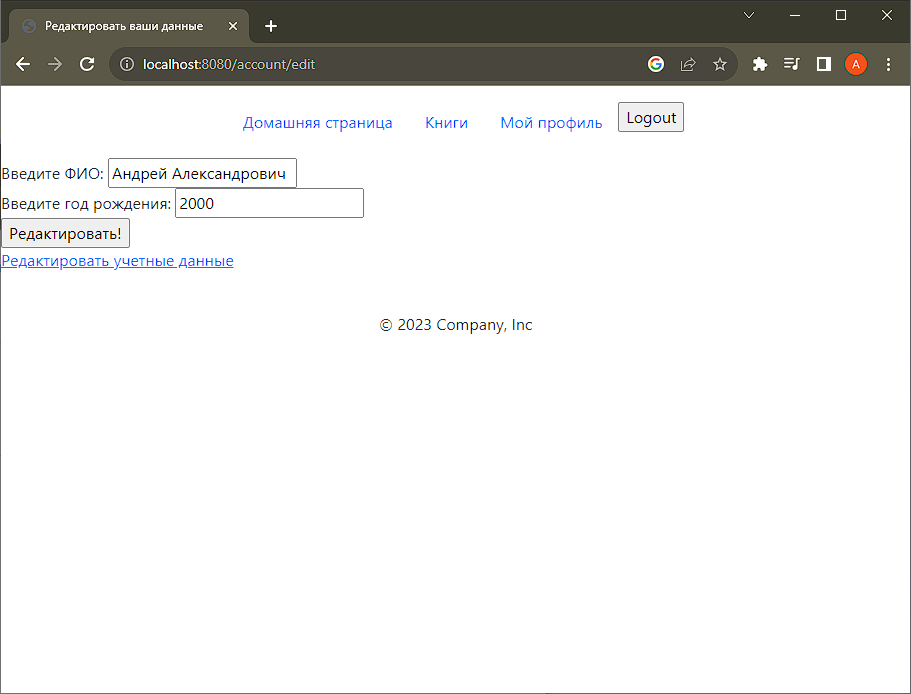 Редактировать ваши данные
localhost:8080/account/edit
A
Домашняя страница Книги Мой профиль Logout
Введите ФИО: Андрей Александрович
Введите год рождения: 2000
Редактировать!
Редактировать учетные данные
© 2023 Company, Inc